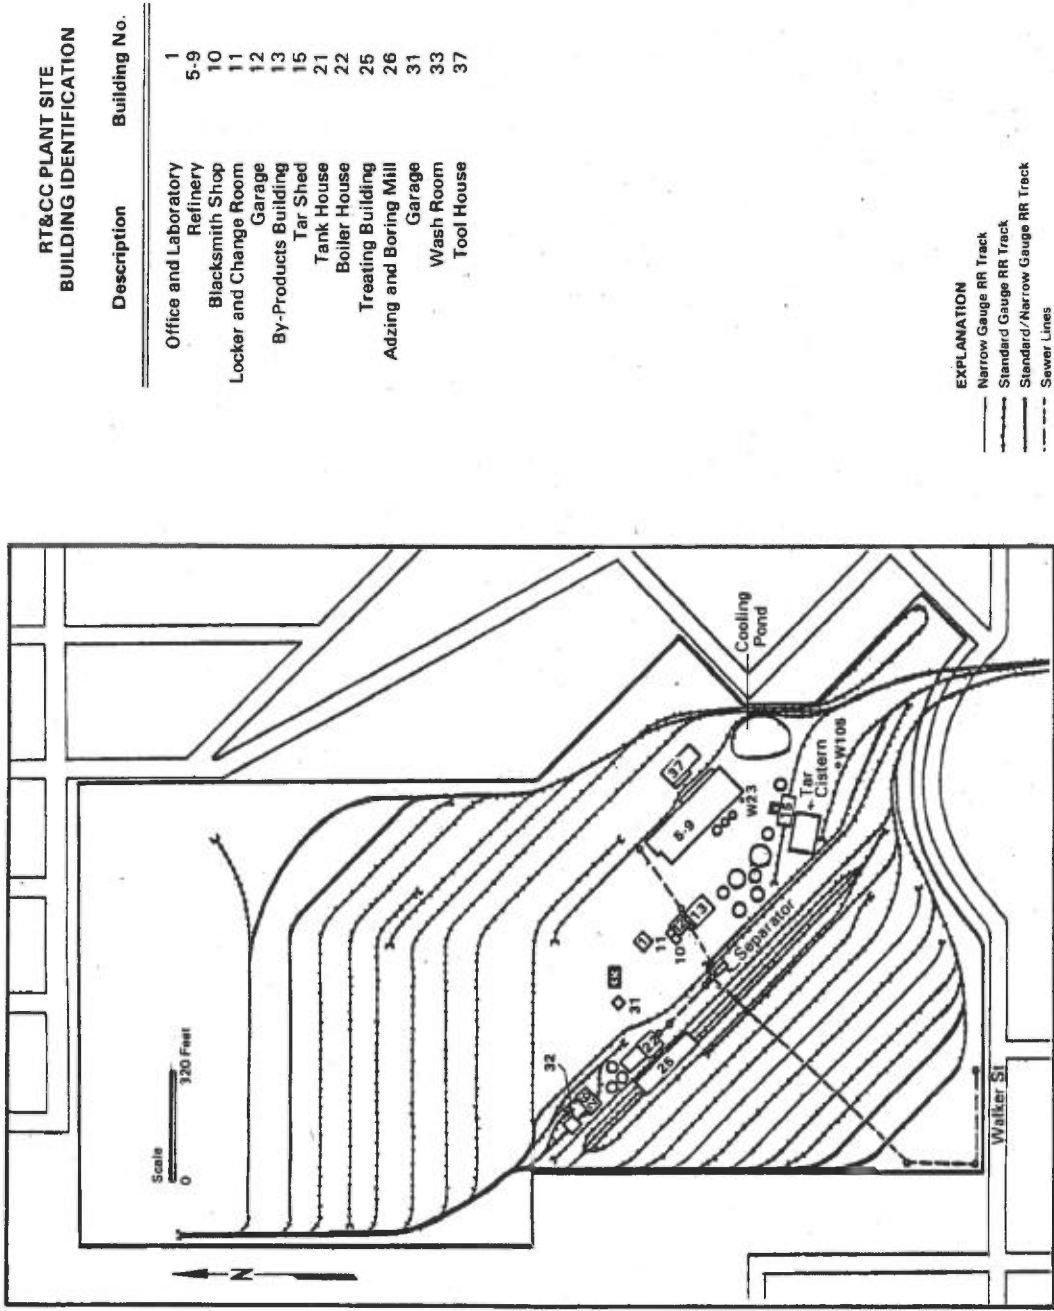 RT&CC PLANT SITE
BUILDING IDENTIFICATION
Description Building No.
Office and Laboratory 1
Refinery 5-9
Blacksmith Shop 10
Locker and Change Room 11
Garage 12
By-Products Building 13
Tar Shed 15
Tank House 21
Boiler House 22
Treating Building 25
Adzing and Boring Mill 26
Garage 31
Wash Room 33
Tool House 37
EXPLANATION
Narrow Gauge RR Track
Standard Gauge RR Track
Standard/Narrow Gauge RR Track
Sewer Lines
Scale
0 320 Feet
N
Cooling
Pond
37
5-9
W23
15
Tar
Cistern
W105
13
1
11
10
Separator
33
31
32
22
25
Walker St